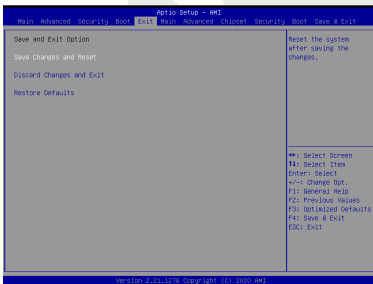 Aptio Setup - AMI
Main Advanced Security Boot Exit Main Advanced Chipset Security Boot Save & Exit
Save and Exit Option
Save Changes and Reset
Discard Changes and Exit
Restore Defaults
Reset the system
after saving the
changes.
↔: Select Screen
↑↓: Select Item
Enter: Select
+/-: Change Opt.
F1: General Help
F2: Previous Values
F3: Optimized Defaults
F4: Save & Exit
ESC: Exit
Version 2.21.1278 Copyright (C) 2020 AMI